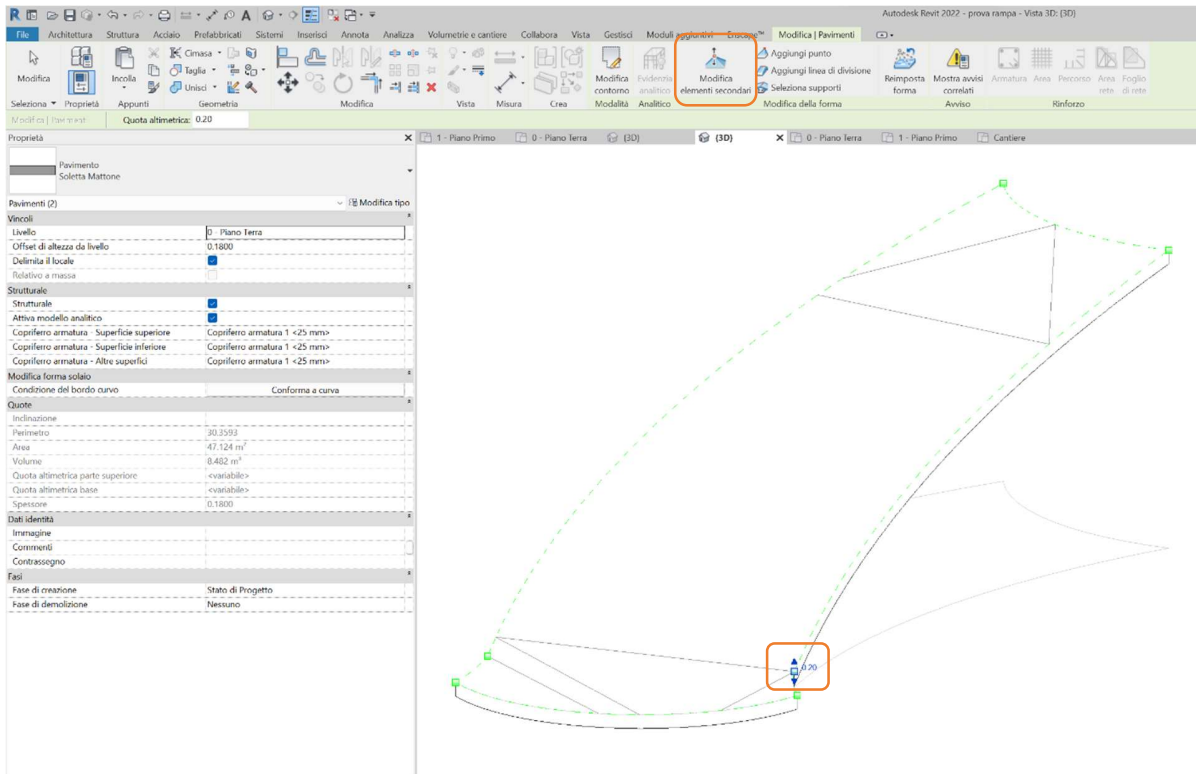 Autodesk Revit 2022 - prova rampa - Vista 3D: {3D}
File Architettura Struttura Acciaio Prefabbricati Sistemi Inserisci Annota Analizza Volumetrie e cantiere Collabora Vista Gestisci Moduli aggiuntivi Enscape™ Modifica | Pavimenti
Cimasa
Taglia
Unisci
Aggiungi punto
Aggiungi linea di divisione
Seleziona supporti
Modifica
Incolla
Modifica contorno
Evidenzia analitico
Modifica elementi secondari
Reimposta forma
Mostra avvisi correlati
Armatura Area Percorso
rete
Foglio di rete
Seleziona Proprietà Appunti Geometria Modifica Vista Misura Crea Modalità Analitico Modifica della forma Avviso Rinforzo
Modifica | Pavimenti Quota altimetrica: 0.20
Proprietà
1 - Piano Primo 0 - Piano Terra {3D} {3D} 0 - Piano Terra 1 - Piano Primo Cantiere
Pavimento
Soletta Mattone
Pavimenti (2) Modifica tipo
Vincoli
Livello 0 - Piano Terra
Offset di altezza da livello 0.1800
Delimita il locale
Relativo a massa
Strutturale
Strutturale
Attiva modello analitico
Copriferro armatura - Superficie superiore Copriferro armatura 1 <25 mm>
Copriferro armatura - Superficie inferiore Copriferro armatura 1 <25 mm>
Copriferro armatura - Altre superfici Copriferro armatura 1 <25 mm>
Modifica forma solaio
Condizione del bordo curvo Conforma a curva
Quote
Inclinazione
Perimetro 30.3593
Area 47.124 m²
Volume 8.482 m³
Quota altimetrica parte superiore <variabile>
Quota altimetrica base <variabile>
Spessore 0.1800
Dati identità
Immagine
Commenti
Contrassegno
Fasi
Fase di creazione Stato di Progetto
Fase di demolizione Nessuno
0.20